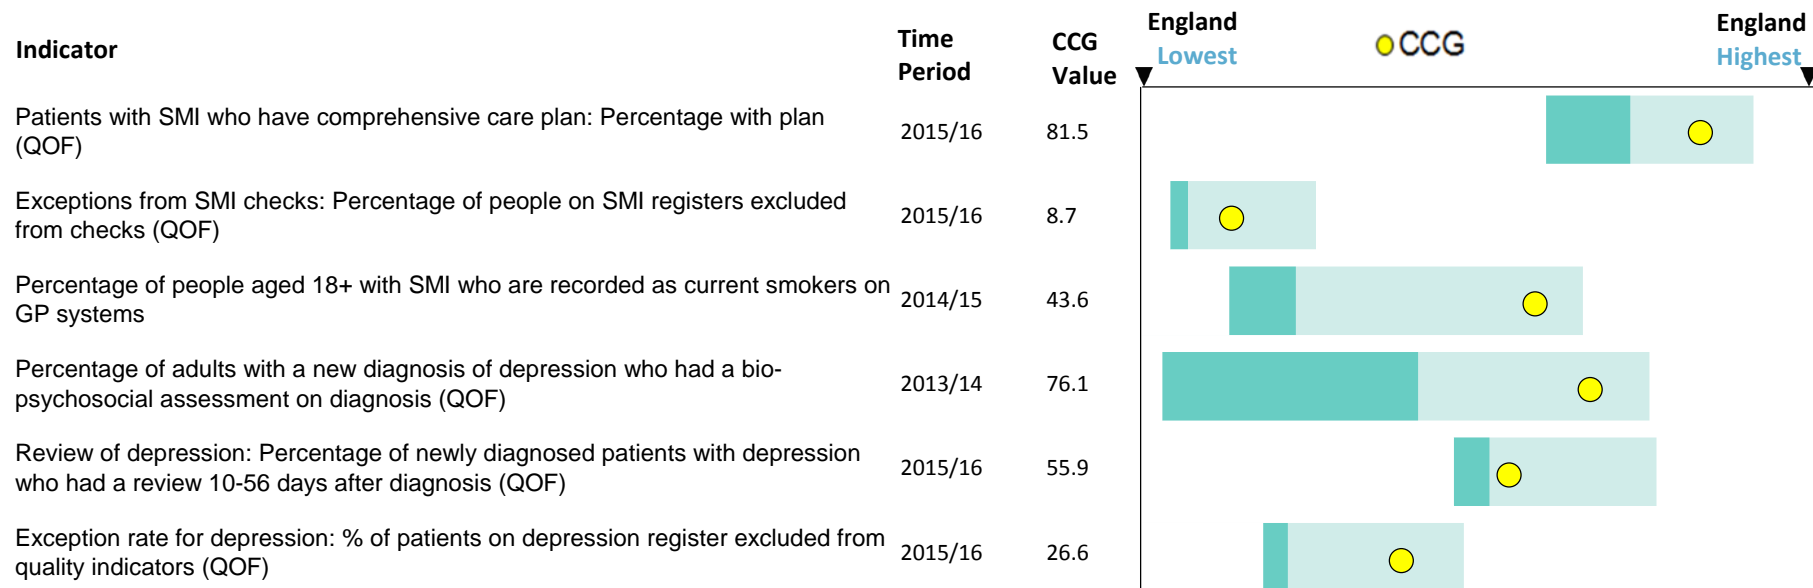 Indicator
Time
Period
CCG
Value
England
Lowest
CCG
England
Highest
Patients with SMI who have comprehensive care plan: Percentage with plan
(QOF)
2015/16
81.5
Exceptions from SMI checks: Percentage of people on SMI registers excluded
from checks (QOF)
2015/16
8.7
Percentage of people aged 18+ with SMI who are recorded as current smokers on
GP systems
2014/15
43.6
Percentage of adults with a new diagnosis of depression who had a bio-
psychosocial assessment on diagnosis (QOF)
2013/14
76.1
Review of depression: Percentage of newly diagnosed patients with depression
who had a review 10-56 days after diagnosis (QOF)
2015/16
55.9
Exception rate for depression: % of patients on depression register excluded from
quality indicators (QOF)
2015/16
26.6